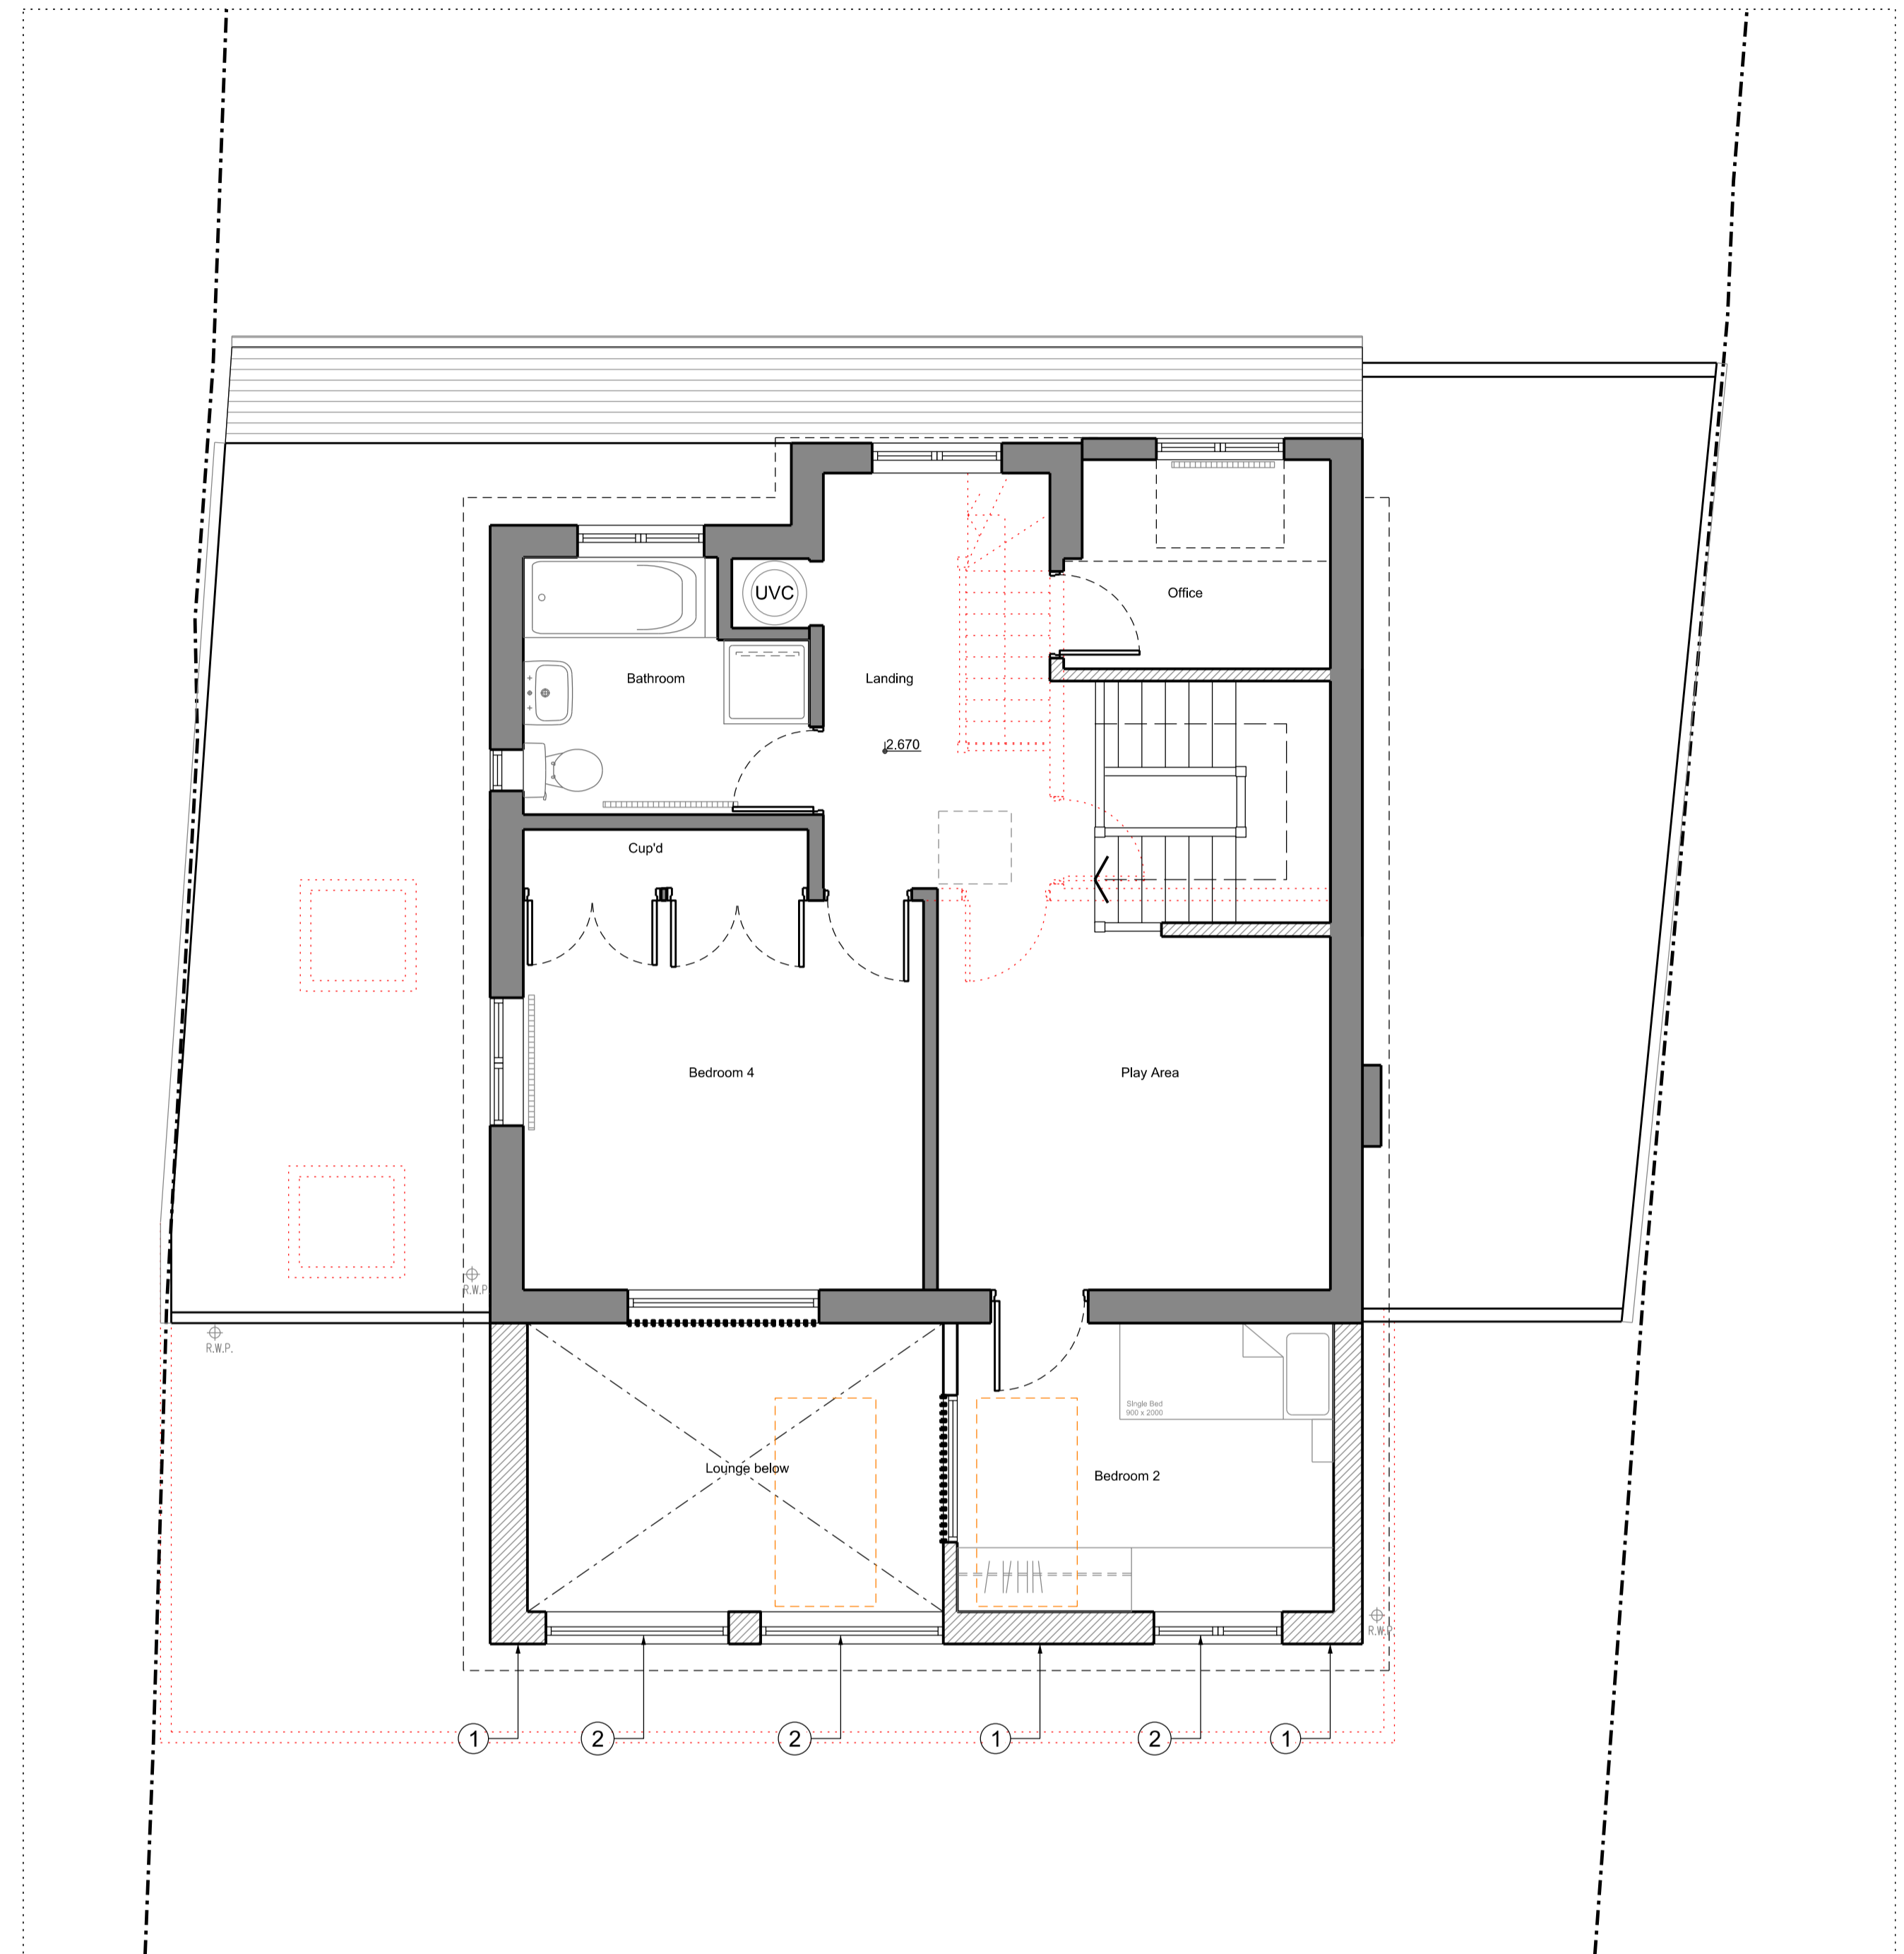 UVC
Office
Bathroom
Landing
2.670
Cup'd
Bedroom 4
Play Area
R.W.P
R.W.P.
Single Bed
900 x 2000
Lounge below
Bedroom 2
R.W.P
1
2
2
1
2
1